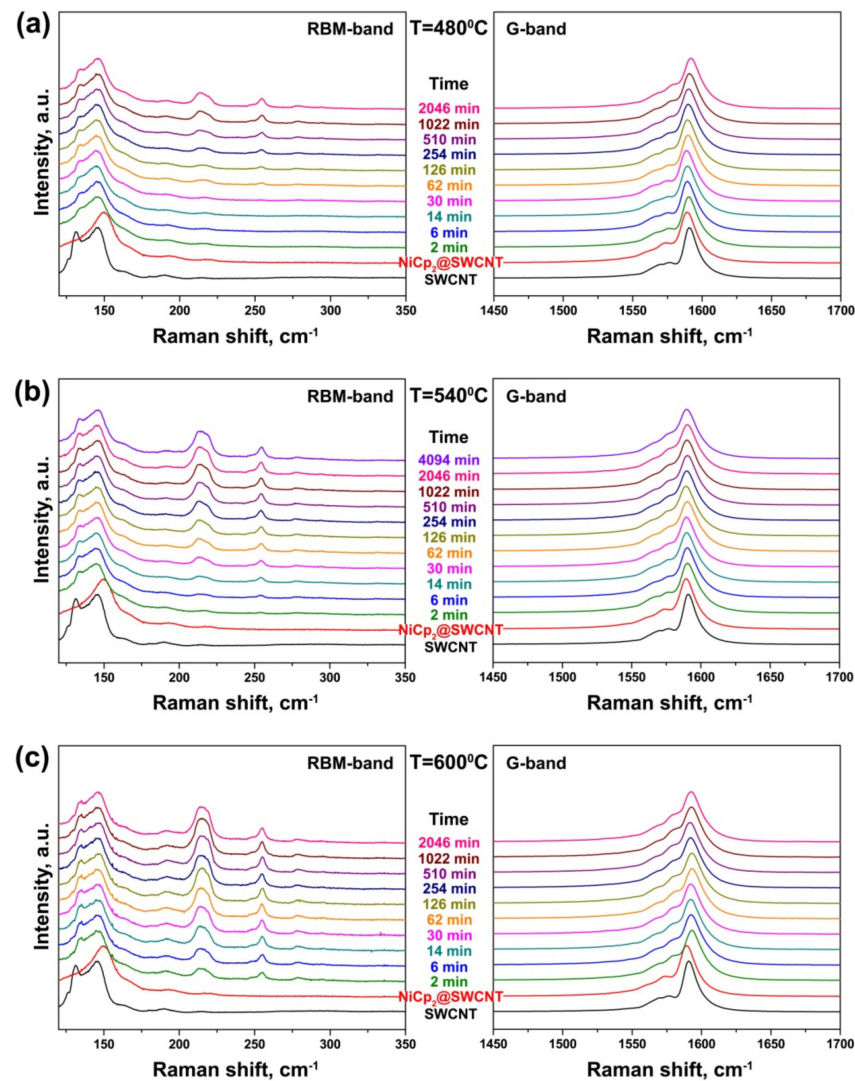 (a)
RBM-band
T=480⁰C
G-band
Intensity, a.u.
Time
2046 min
1022 min
510 min
254 min
126 min
62 min
30 min
14 min
6 min
2 min
NiCp₂@SWCNT
SWCNT
150 200 250 300 350
1450 1500 1550 1600 1650 1700
Raman shift, cm⁻¹
Raman shift, cm⁻¹
(b)
RBM-band
T=540⁰C
G-band
Intensity, a.u.
Time
4094 min
2046 min
1022 min
510 min
254 min
126 min
62 min
30 min
14 min
6 min
2 min
NiCp₂@SWCNT
SWCNT
150 200 250 300 350
1450 1500 1550 1600 1650 1700
Raman shift, cm⁻¹
Raman shift, cm⁻¹
(c)
RBM-band
T=600⁰C
G-band
Intensity, a.u.
Time
2046 min
1022 min
510 min
254 min
126 min
62 min
30 min
14 min
6 min
2 min
NiCp₂@SWCNT
SWCNT
150 200 250 300 350
1450 1500 1550 1600 1650 1700
Raman shift, cm⁻¹
Raman shift, cm⁻¹